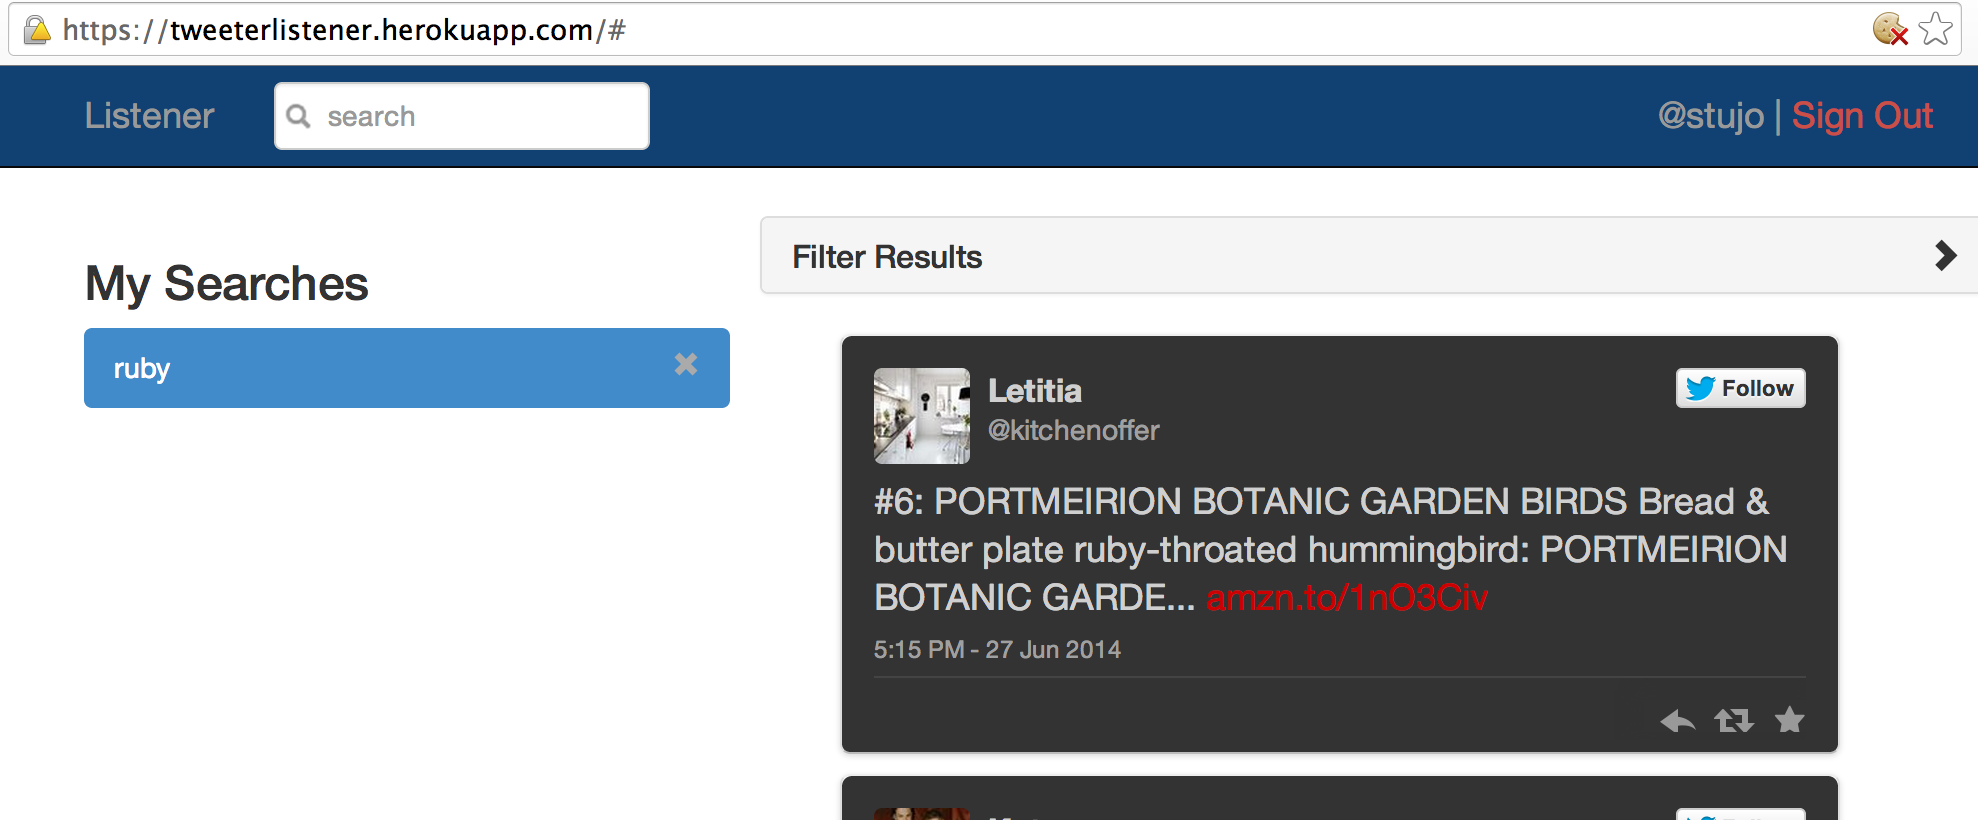 https://tweeterlistener.herokuapp.com/#
Listener
search
@stujo | Sign Out
My Searches
ruby
Filter Results
Letitia
@kitchenoffer
Follow
#6: PORTMEIRION BOTANIC GARDEN BIRDS Bread &
butter plate ruby-throated hummingbird: PORTMEIRION
BOTANIC GARDE... amzn.to/1nO3Civ
5:15 PM - 27 Jun 2014